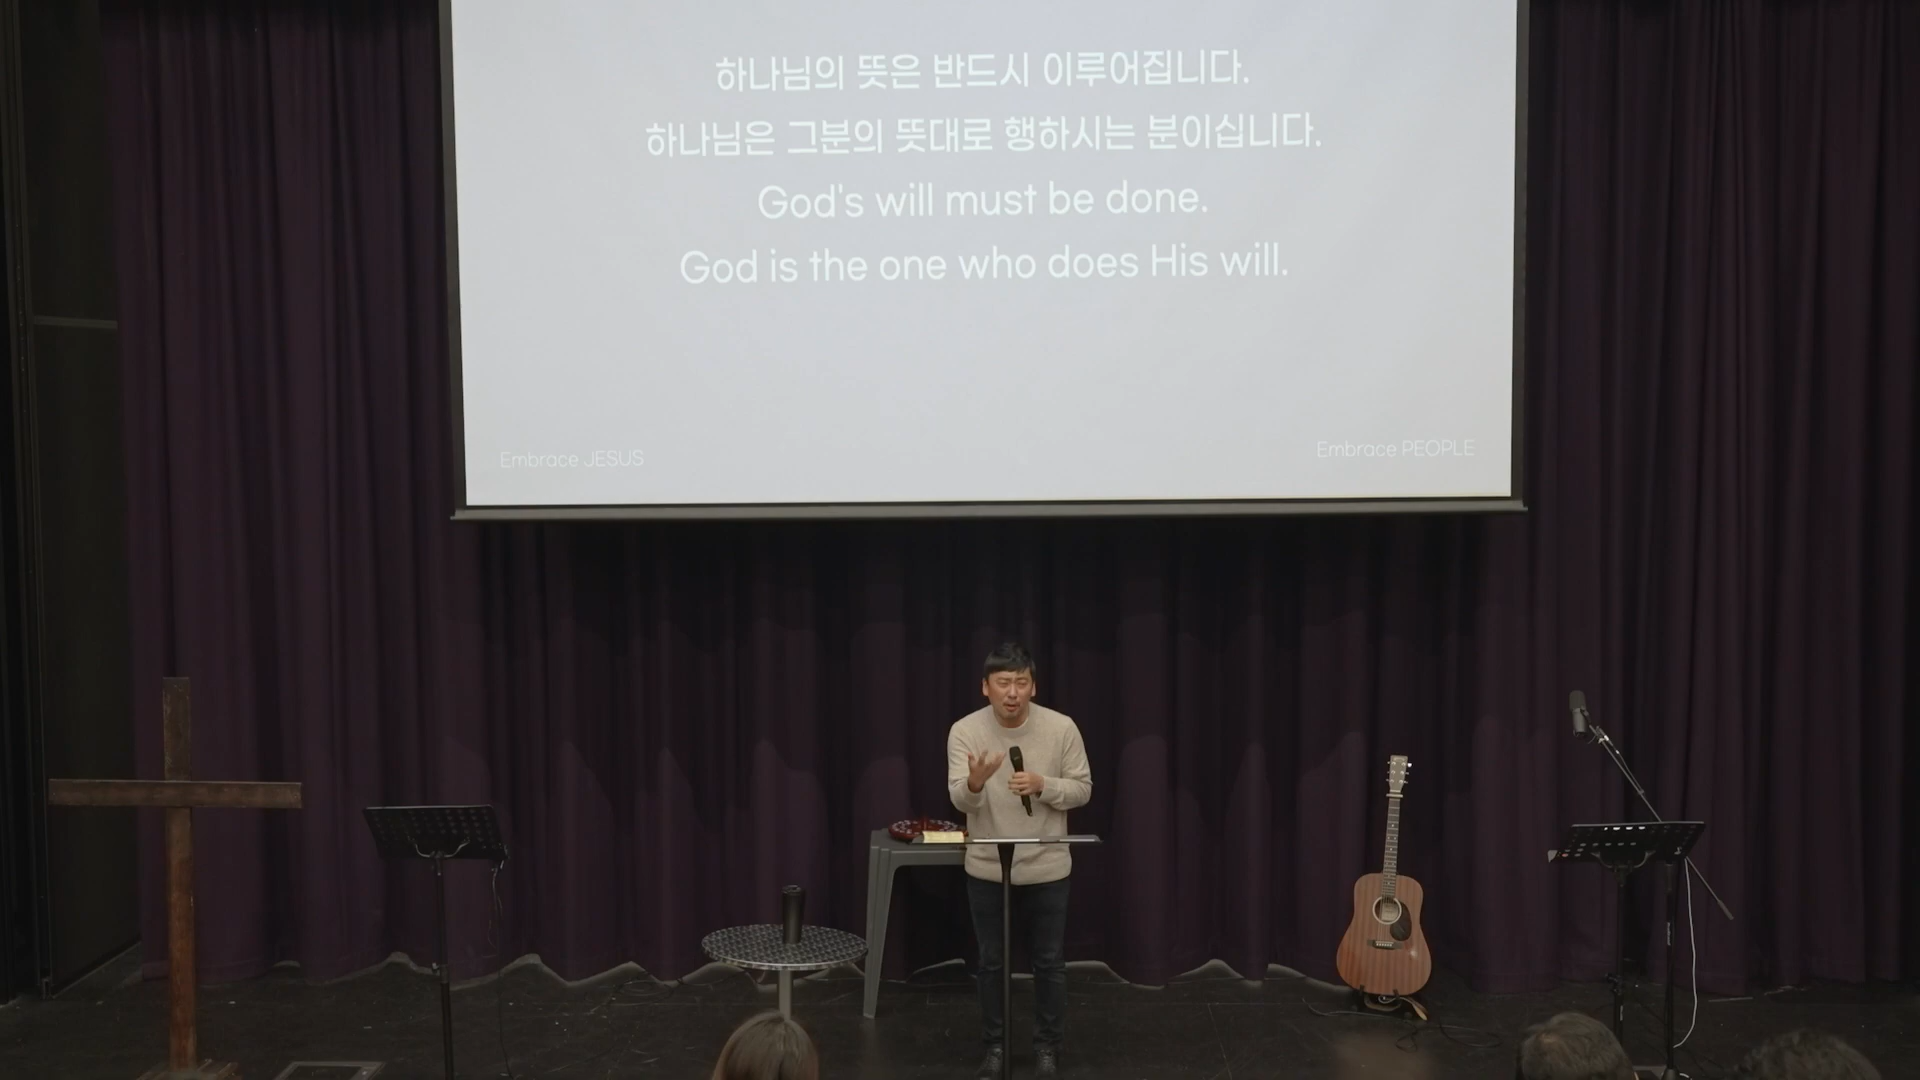 하나님의 뜻은 반드시 이루어집니다.
하나님은 그분의 뜻대로 행하시는 분이십니다.
God's will must be done.
God is the one who does His will.
Embrace JESUS
Embrace PEOPLE